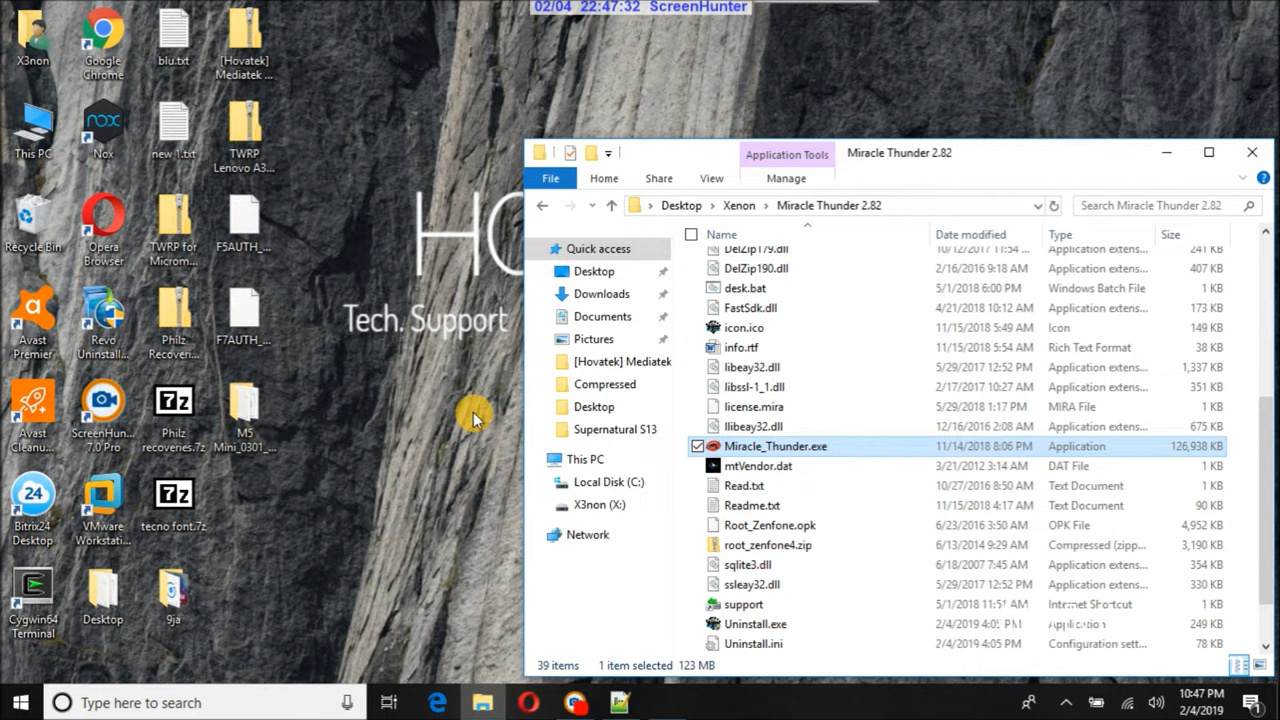 02/04 22:47:32 ScreenHunter
X3non
Google Chrome
blu.txt
[Hovatek] Mediatek ...
This PC
Nox
new 1.txt
TWRP Lenovo A3...
Recycle Bin
Opera Browser
TWRP for Microm...
F5AUTH_...
Avast Premier
Revo Uninstall...
Philz Recoveri...
F7AUTH_...
Avast Cleanu...
ScreenHun... 7.0 Pro
Philz recoveries.7z
M5 Mini_0301_...
24
Bitrix24 Desktop
VMware Workstati...
tecno font.7z
Cygwin64 Terminal
Desktop
9ja
nox
7z
7z
HO
Tech. Support
Application Tools
Miracle Thunder 2.82
File
Home
Share
View
Manage
Desktop > Xenon > Miracle Thunder 2.82
Search Miracle Thunder 2.82
Quick access
Desktop
Downloads
Documents
Pictures
[Hovatek] Mediatek
Compressed
Desktop
Supernatural S13
This PC
Local Disk (C:)
X3non (X:)
Network
Name Date modified Type Size
DelZip179.dll 10/12/2017 11:54 ... Application extens... 241 KB
DelZip190.dll 2/16/2016 9:18 AM Application extens... 407 KB
desk.bat 5/1/2018 6:00 PM Windows Batch File 1 KB
FastSdk.dll 4/21/2018 10:12 AM Application extens... 173 KB
icon.ico 11/15/2018 5:49 AM Icon 149 KB
info.rtf 11/15/2018 5:54 AM Rich Text Format 38 KB
libeay32.dll 5/29/2017 12:52 PM Application extens... 1,337 KB
libssl-1_1.dll 2/17/2017 10:27 AM Application extens... 351 KB
license.mira 5/29/2018 1:17 PM MIRA File 1 KB
llibeay32.dll 12/16/2016 2:08 AM Application extens... 675 KB
Miracle_Thunder.exe 11/14/2018 8:06 PM Application 126,938 KB
mtVendor.dat 3/21/2012 3:14 AM DAT File 1 KB
Read.txt 10/27/2016 8:50 AM Text Document 1 KB
Readme.txt 11/15/2018 4:17 AM Text Document 90 KB
Root_Zenfone.opk 6/23/2016 3:50 AM OPK File 4,952 KB
root_zenfone4.zip 6/13/2014 9:29 AM Compressed (zipp... 3,190 KB
sqlite3.dll 6/18/2007 7:45 AM Application extens... 354 KB
ssleay32.dll 5/29/2017 12:52 PM Application extens... 330 KB
support 5/1/2018 11:51 AM Internet Shortcut 1 KB
Uninstall.exe 2/4/2019 4:05 PM Application 249 KB
Uninstall.ini 2/4/2019 4:05 PM Configuration sett... 78 KB
39 items 1 item selected 123 MB
Type here to search
10:47 PM
2/4/2019
1